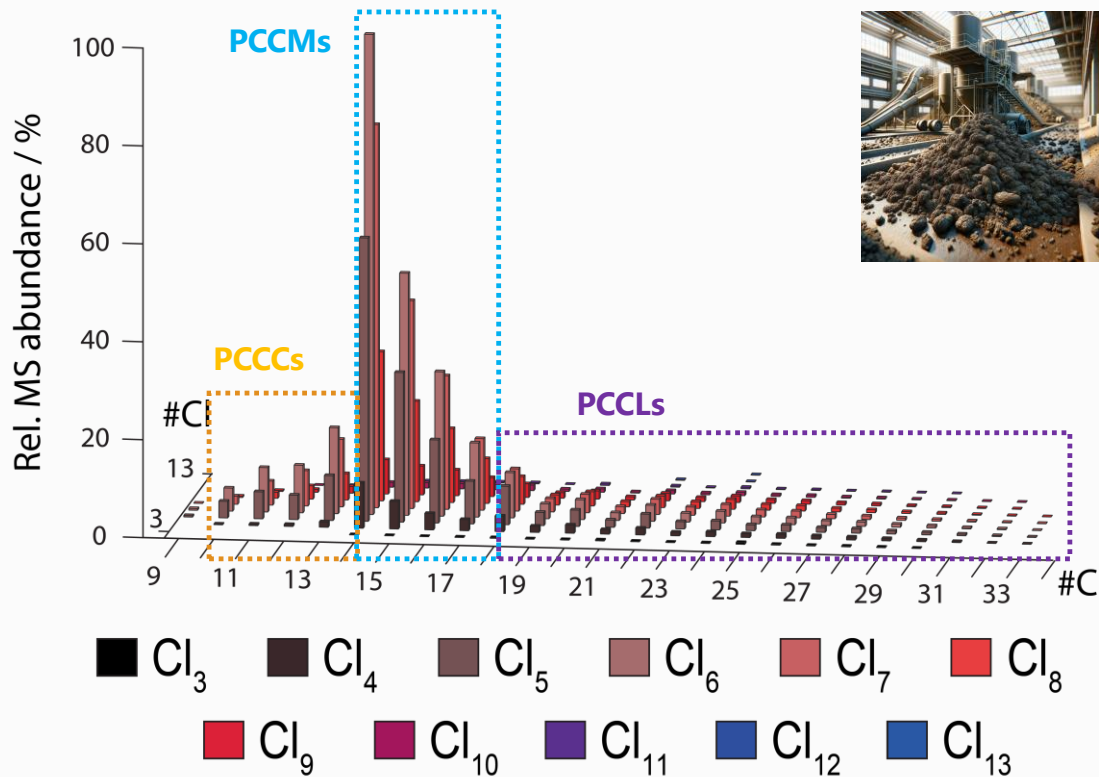 100
PCCMs
80
Rel. MS abundance / %
60
40
PCCCs
PCCLs
#Cl
20
13
3
0
9
11
13
15
17
19
21
23
25
27
29
31
33
#C
Cl3
Cl4
Cl5
Cl6
Cl7
Cl8
Cl9
Cl10
Cl11
Cl12
Cl13